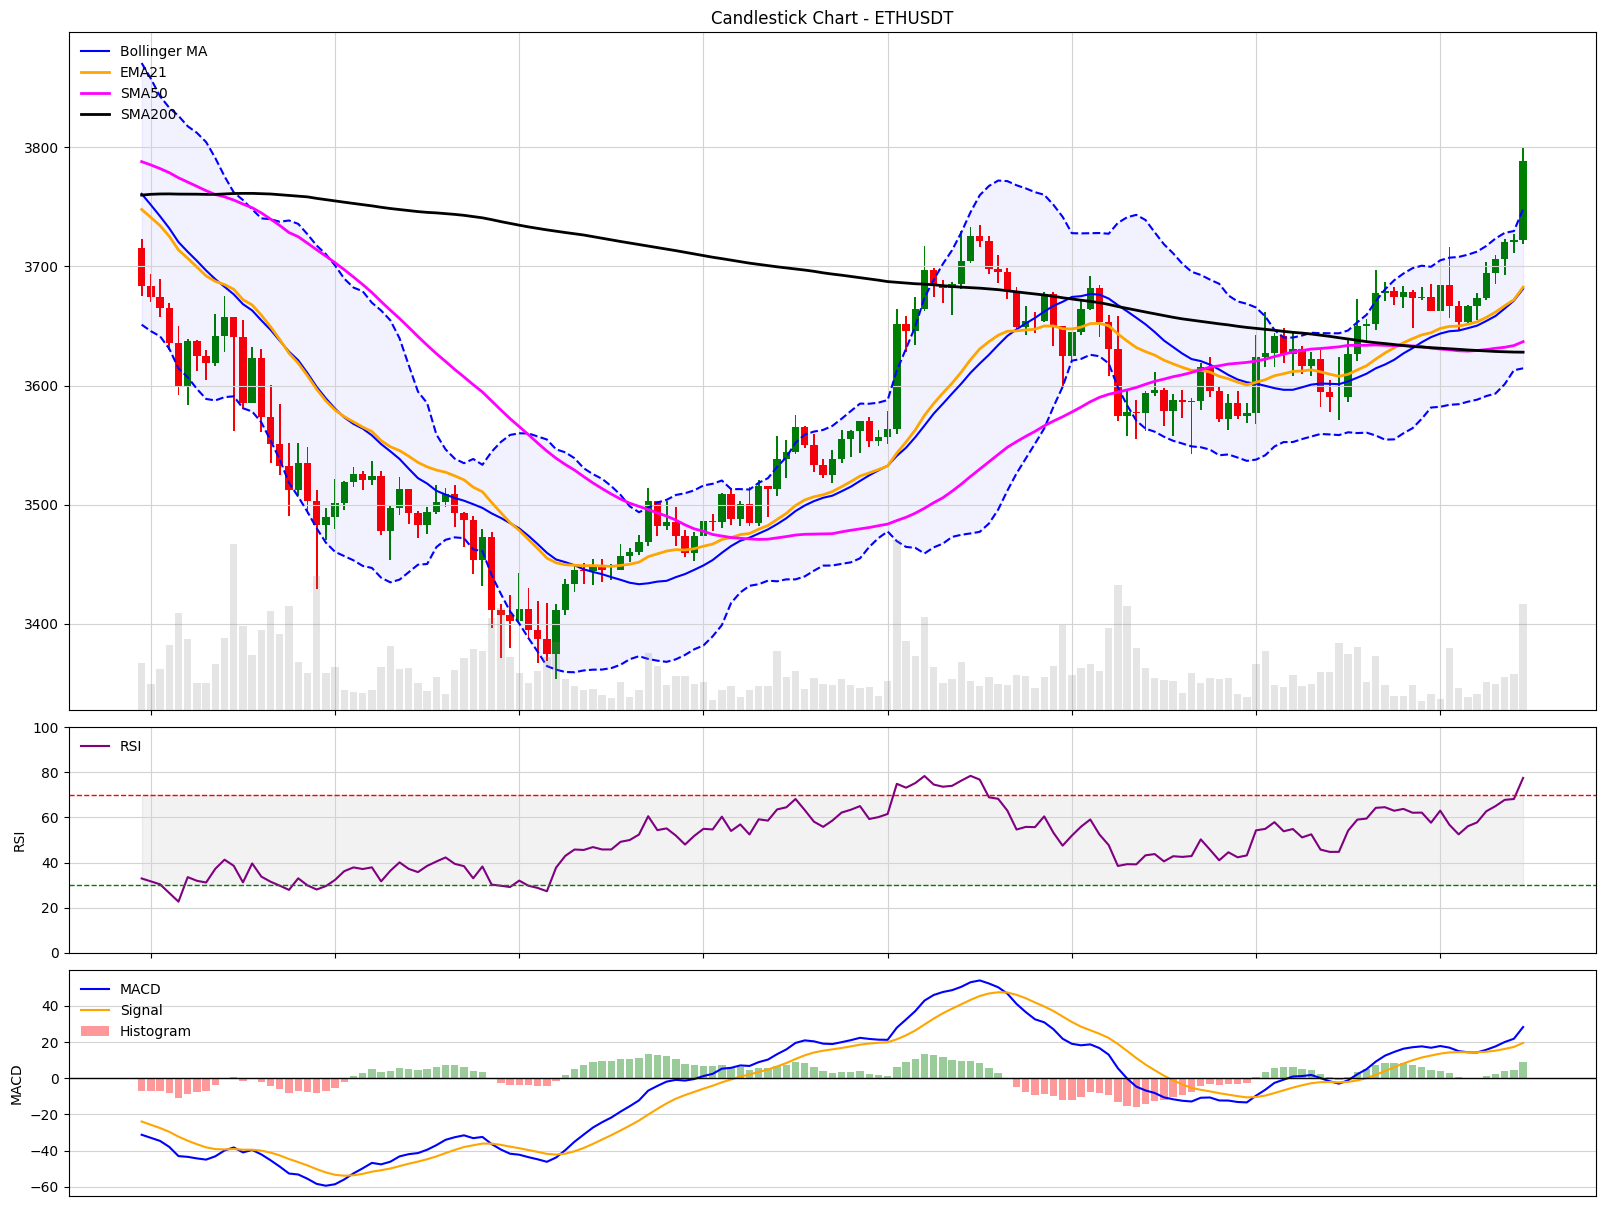 Candlestick Chart - ETHUSDT
Bollinger MA
EMA21
SMA50
SMA200
3800
3700
3600
3500
3400
100
80
60
40
20
0
RSI
RSI
40
20
0
−20
−40
−60
MACD
MACD
Signal
Histogram